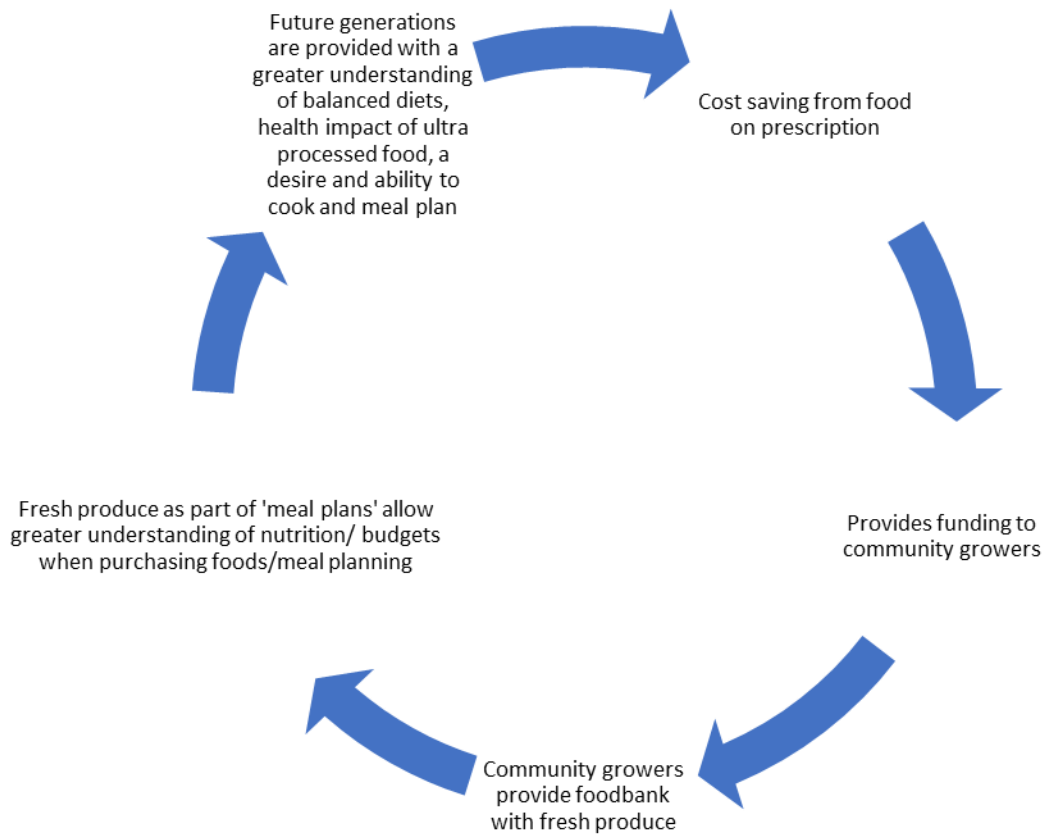 Future generations
are provided with a
greater understanding
of balanced diets,
health impact of ultra
processed food, a
desire and ability to
cook and meal plan
Cost saving from food
on prescription
Provides funding to
community growers
Community growers
provide foodbank
with fresh produce
Fresh produce as part of 'meal plans' allow
greater understanding of nutrition/ budgets
when purchasing foods/meal planning